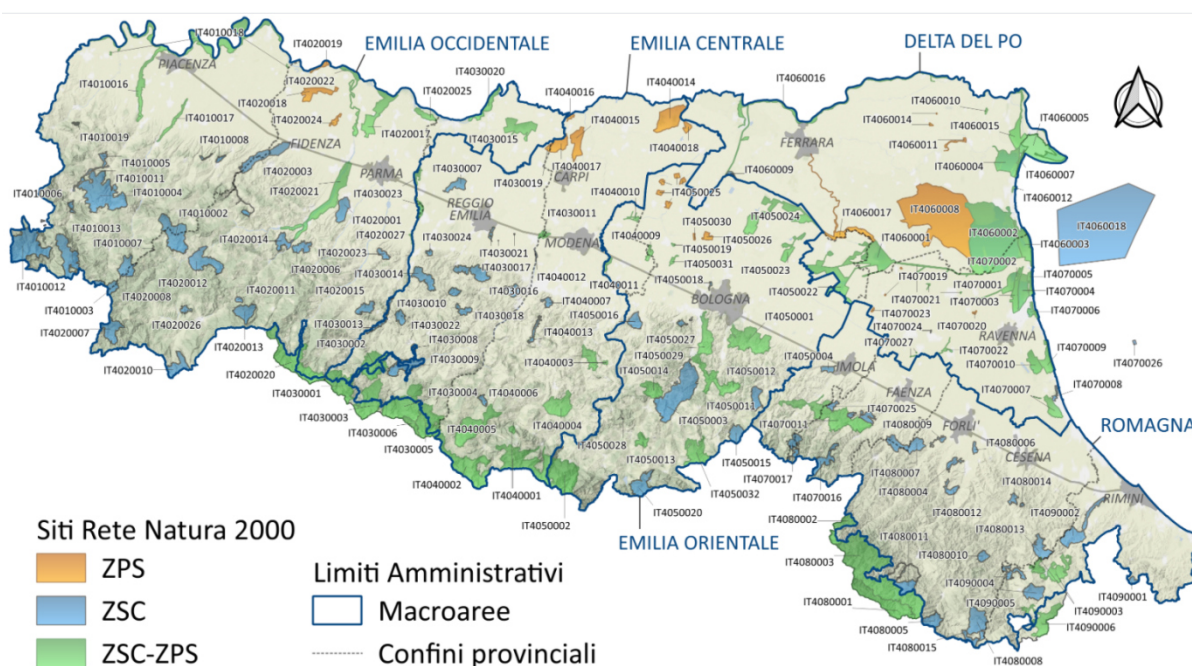 EMILIA OCCIDENTALE
EMILIA CENTRALE
DELTA DEL PO
IT4010018
IT4020019
IT4030020
IT4040014
IT4060016
PIACENZA
IT4020022
IT4020025
IT4040016
IT4060010
IT4060005
IT4010016
IT4020018
IT4040015
IT4060014
IT4060015
IT4010017
IT4020024
IT4020017
IT4030015
IT4040018
FERRARA
IT4060011
IT4010019
IT4010008
FIDENZA
IT4040017
IT4060004
IT4060007
IT4010005
IT4020003
PARMA
IT4030007
IT4030019
CARPI
IT4060009
IT4060012
IT4010011
IT4010006
IT4010004
IT4020021
IT4030023
REGGIO
EMILIA
IT4040010
IT4050025
IT4060008
IT4010002
IT4020001
IT4030011
IT4050030
IT4050024
IT4060017
IT4060018
IT4010013
IT4020014
IT4020027
IT4030024
MODENA
IT4040009
IT4050026
IT4060001
IT4060002
IT4010007
IT4020023
IT4030021
IT4050019
IT4060003
IT4010012
IT4020006
IT4030014
IT4030017
IT4040012
IT4050031
IT4050023
IT4070002
IT4010003
IT4020012
IT4020011
IT4020015
IT4030016
IT4040011
IT4050018
IT4050022
IT4070019
IT4070001
IT4070005
IT4020008
IT4030010
IT4040007
BOLOGNA
IT4070021
IT4070003
IT4070004
IT4020007
IT4020026
IT4030013
IT4030022
IT4030018
IT4050016
IT4050001
IT4070023
IT4070020
IT4070006
IT4020013
IT4030002
IT4030008
IT4040013
IT4050027
IT4070024
RAVENNA
IT4020010
IT4020020
IT4030009
IT4040003
IT4050029
IT4050004
IT4070027
IT4070022
IT4070009
IT4070026
IT4050014
IT4050012
IMOLA
IT4070010
IT4030001
IT4030004
IT4040006
FAENZA
IT4070007
IT4070008
IT4030003
IT4040005
IT4040004
IT4050003
IT4050011
IT4070011
IT4070025
IT4080009
FORLI'
ROMAGNA
IT4030006
IT4030005
IT4050028
IT4050013
IT4050015
IT4080006
CESENA
IT4040002
IT4040001
IT4070017
IT4080007
IT4080014
IT4050002
IT4050020
IT4050032
IT4070016
IT4080004
IT4080012
IT4090002
RIMINI
EMILIA ORIENTALE
IT4080002
IT4080011
IT4080013
IT4080003
IT4080010
IT4080001
IT4090004
IT4090001
IT4090005
IT4090003
IT4080005
IT4090006
IT4080015
IT4080008
Siti Rete Natura 2000
ZPS
ZSC
ZSC-ZPS
Limiti Amministrativi
Macroaree
Confini provinciali